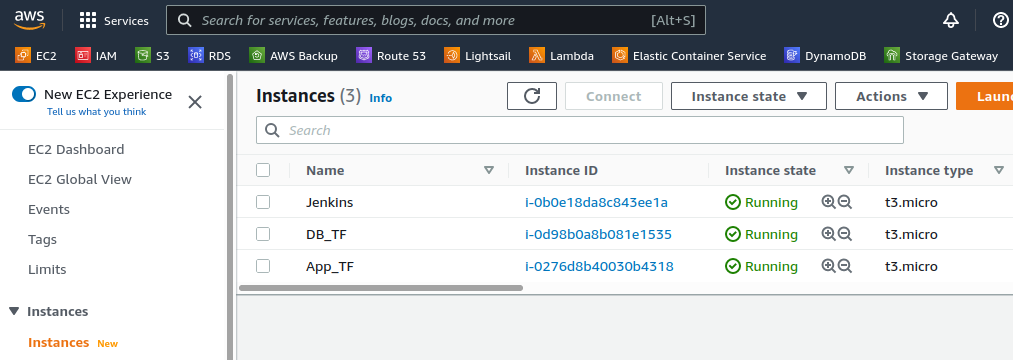 aws Services Search for services, features, blogs, docs, and more [Alt+S]
EC2 IAM S3 RDS AWS Backup Route 53 Lightsail Lambda Elastic Container Service DynamoDB Storage Gateway
New EC2 Experience
Tell us what you think
EC2 Dashboard
EC2 Global View
Events
Tags
Limits
Instances
Instances New
Instances (3) Info Connect Instance state Actions Laun
Search
Name Instance ID Instance state Instance type
Jenkins i-0b0e18da8c843ee1a Running t3.micro
DB_TF i-0d98b0a8b081e1535 Running t3.micro
App_TF i-0276d8b40030b4318 Running t3.micro